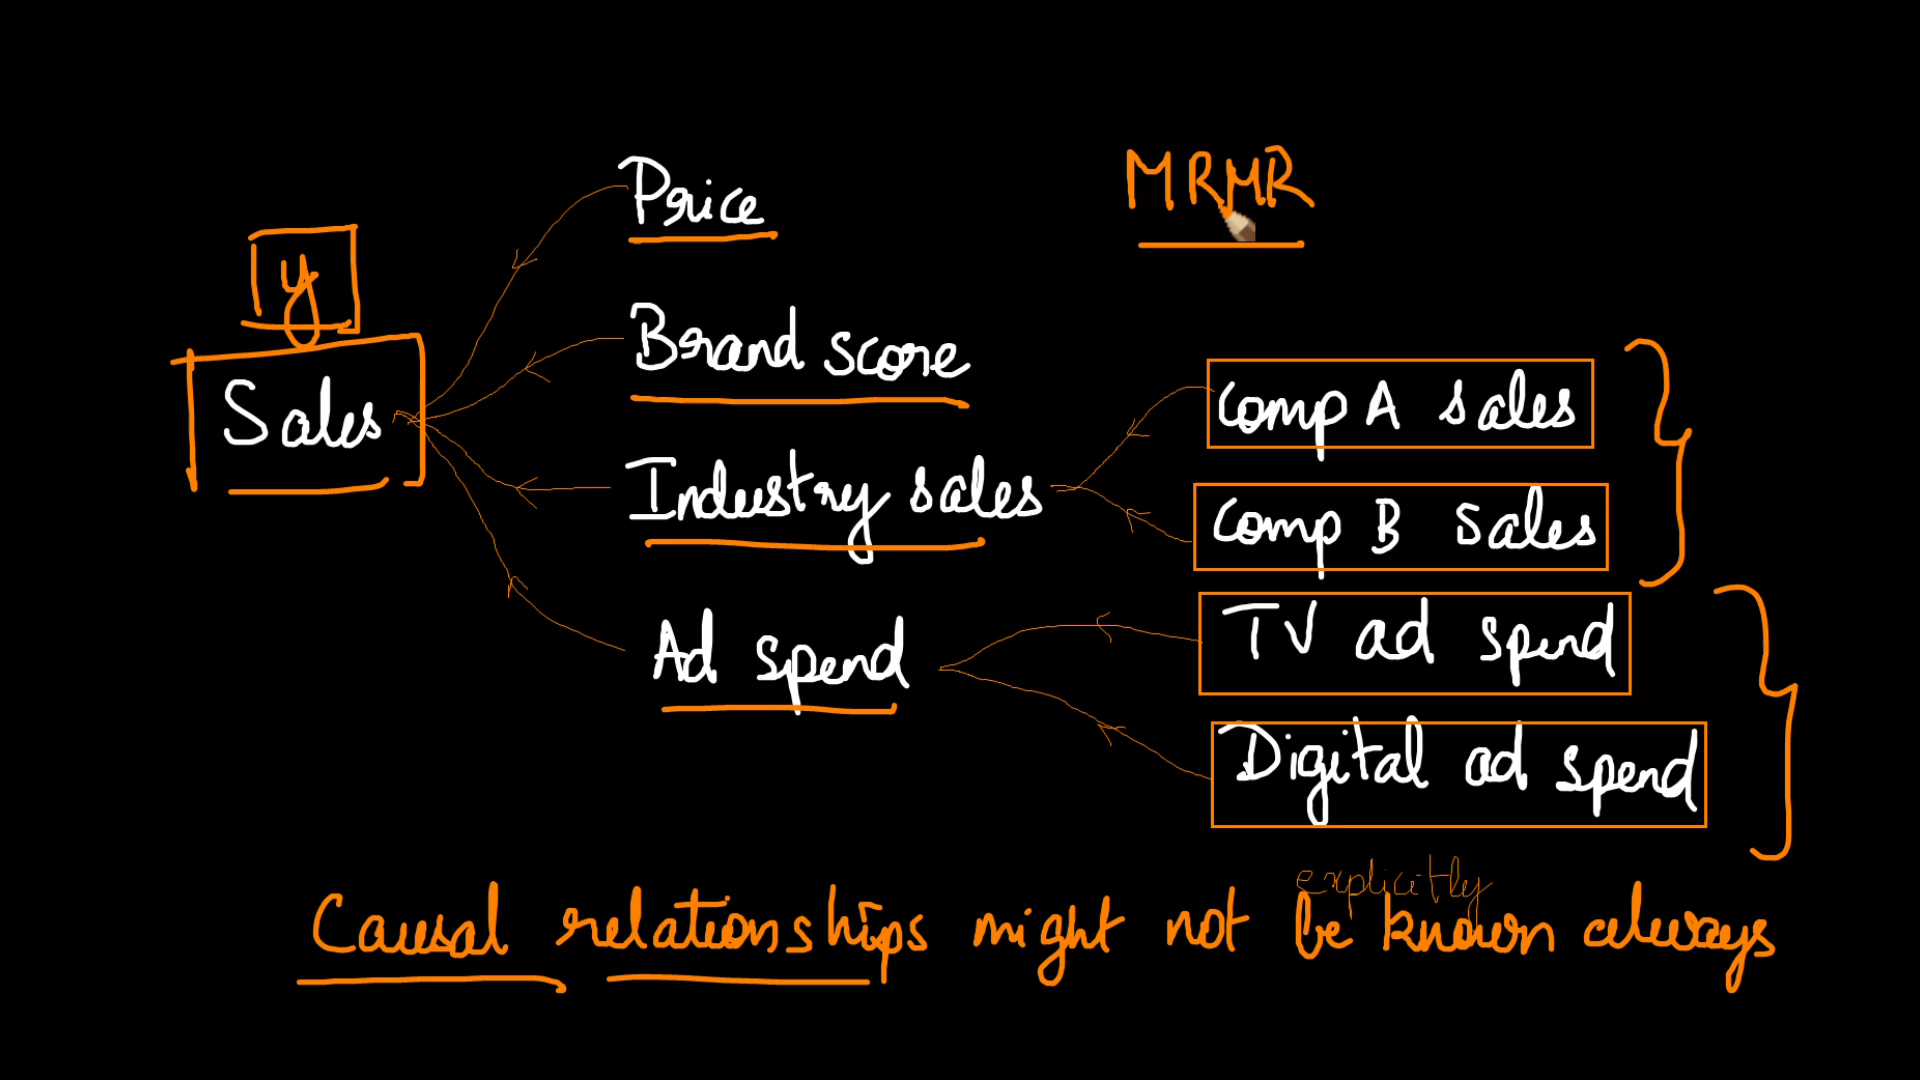 MRMR
Price
y
Brand score
Sales
Comp A sales
Industry sales
Comp B Sales
Ad spend
TV ad spend
Digital ad spend
explicitly
Causal relationships might not be known always